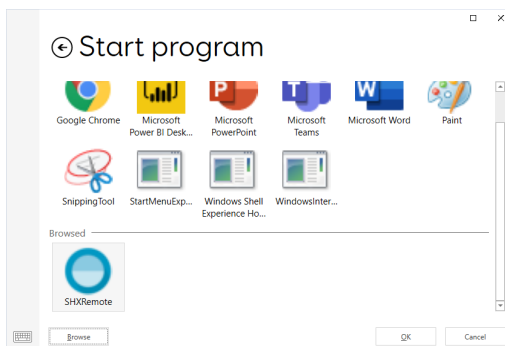 Start program
Google Chrome
Microsoft
Power BI Desk...
Microsoft
PowerPoint
Microsoft
Teams
Microsoft Word
Paint
SnippingTool
StartMenuExp...
Windows Shell
Experience Ho...
WindowsInter...
Browsed
SHXRemote
Browse
OK
Cancel